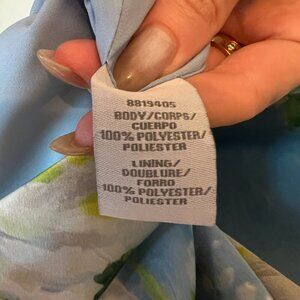 8819405
BODY/CORPS/
CUERPO
100% POLYESTER/
POLIESTER
LINING/
DOUBLURE/
FORRO
100% POLYESTER/
POLIESTER